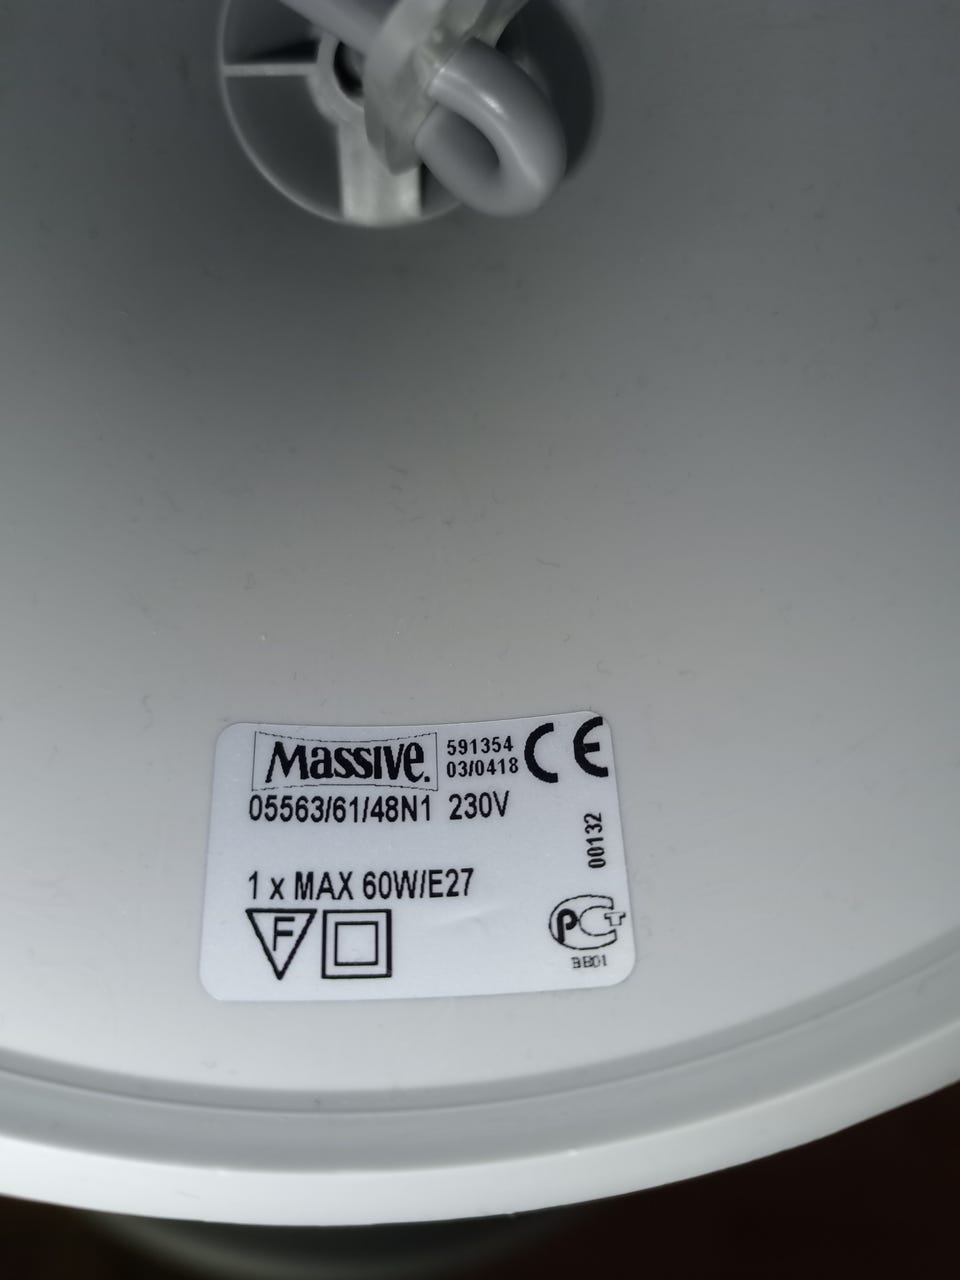 Massive.
591354
03/0418
CE
05563/61/48N1 230V
00132
1 x MAX 60W/E27
F
PCT
BB01